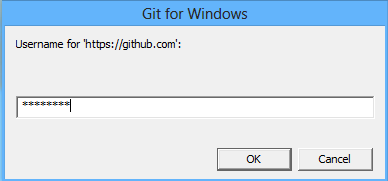 Git for Windows
Username for 'https://github.com':
********
OK
Cancel